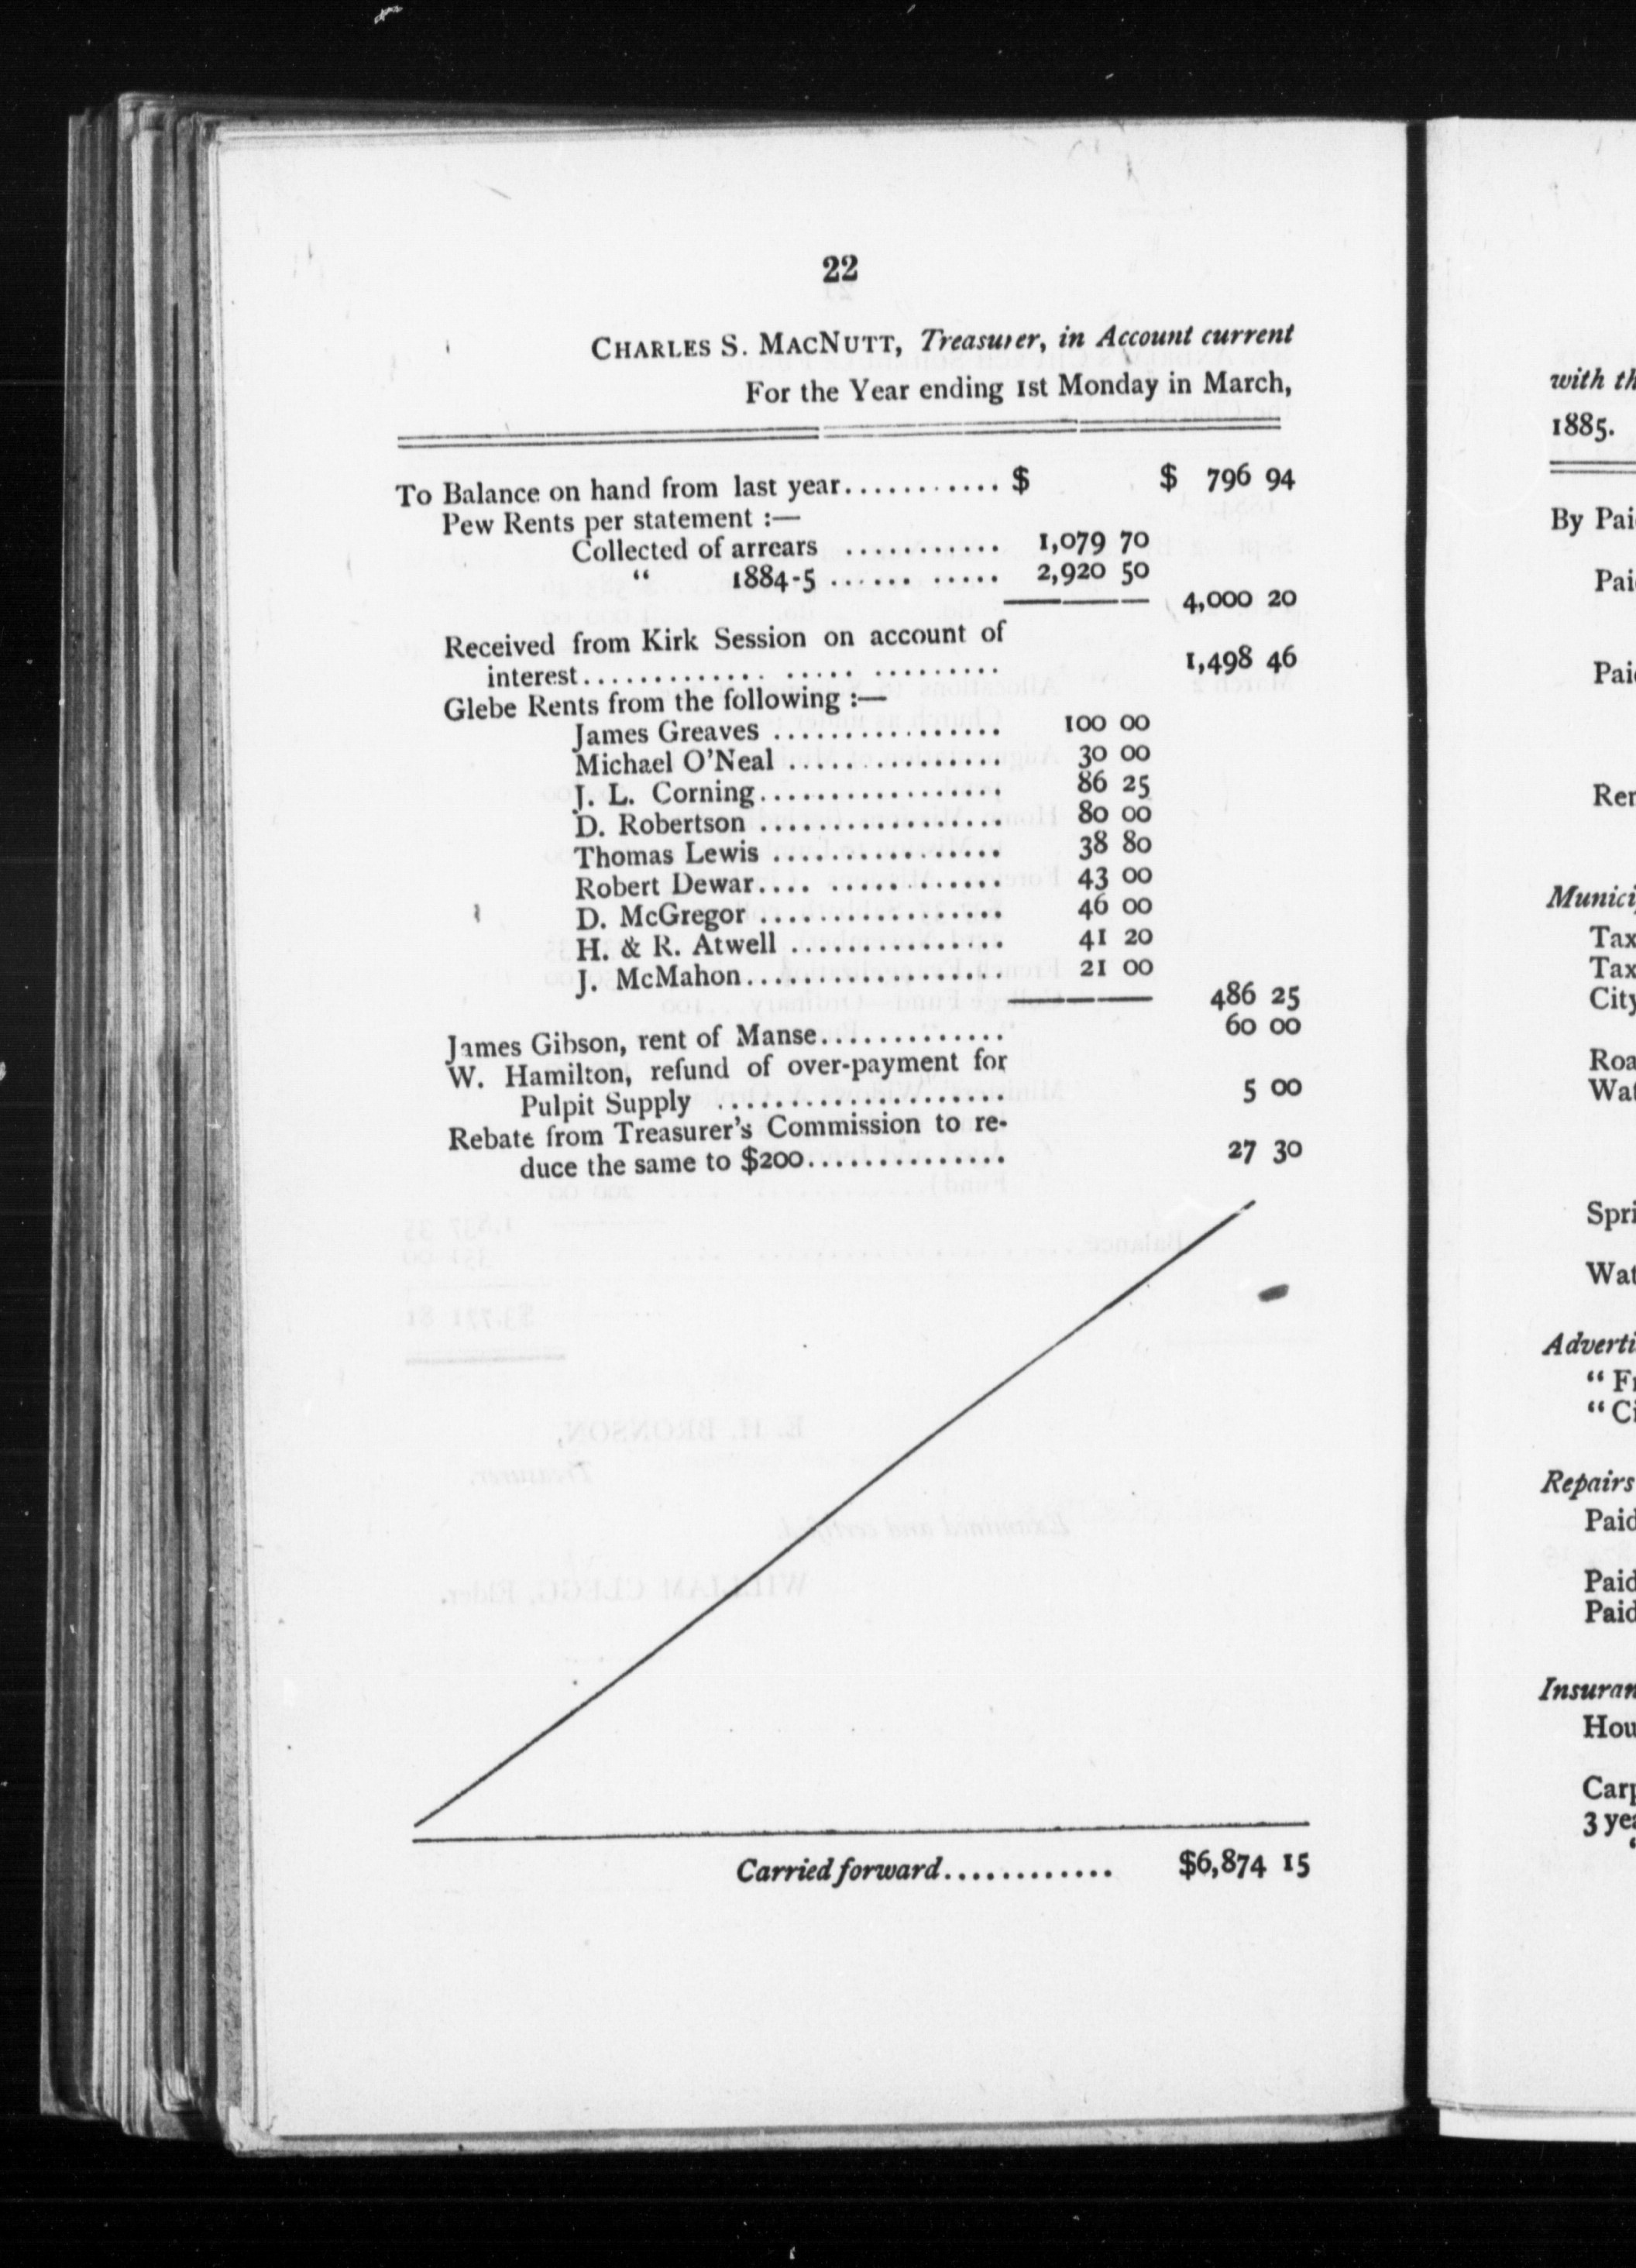 22
CHARLES S. MACNUTT, Treasurer, in Account current
For the Year ending 1st Monday in March,
To Balance on hand from last year........... $ $ 796 94
Pew Rents per statement :—
Collected of arrears ........... 1,079 70
“ 1884-5 ...... ..... 2,920 50
4,000 20
Received from Kirk Session on account of
interest............. ..... ......... 1,498 46
Glebe Rents from the following :—
James Greaves ................ 100 00
Michael O'Neal ............... 30 00
J. L. Corning................. 86 25
D. Robertson ................. 80 00
Thomas Lewis ................ 38 80
Robert Dewar.... ............ 43 00
D. McGregor ................. 46 00
H. & R. Atwell ............... 41 20
J. McMahon.................. 21 00
486 25
James Gibson, rent of Manse............. 60 00
W. Hamilton, refund of over-payment for
Pulpit Supply ..................... 5 00
Rebate from Treasurer's Commission to re-
duce the same to $200.............. 27 30
Carried forward............ $6,874 15
with th
1885.
By Pai
Pai
Pai
Ren
Munici
Tax
Tax
City
Roa
Wat
Spri
Wat
Adverti
“ Fr
“ Ci
Repairs
Paid
Paid
Paid
Insuran
Hou
Carp
3 yea